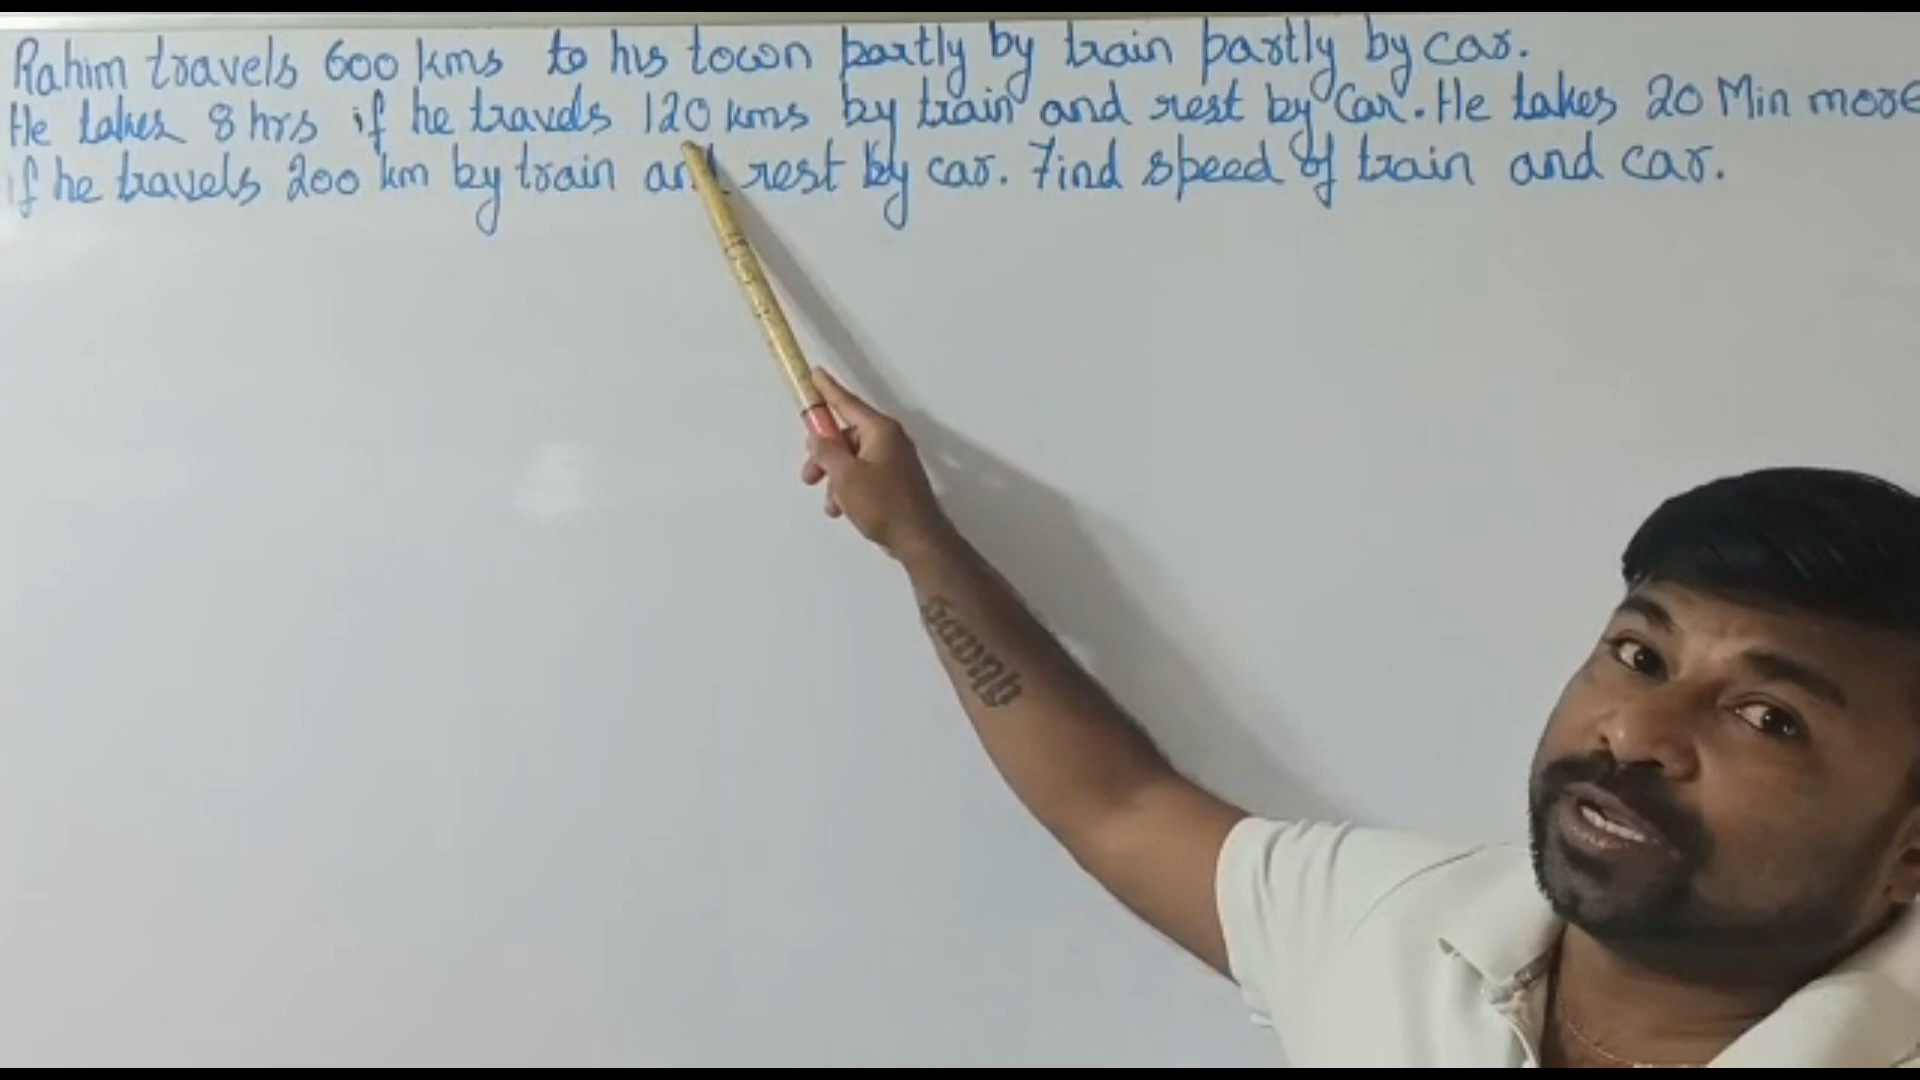 Rahim travels 600 kms to his town partly by train partly by car.
He takes 8 hrs if he travels 120 kms by train and rest by Car. He takes 20 Min more
if he travels 200 km by train and rest by car. Find speed of train and car.